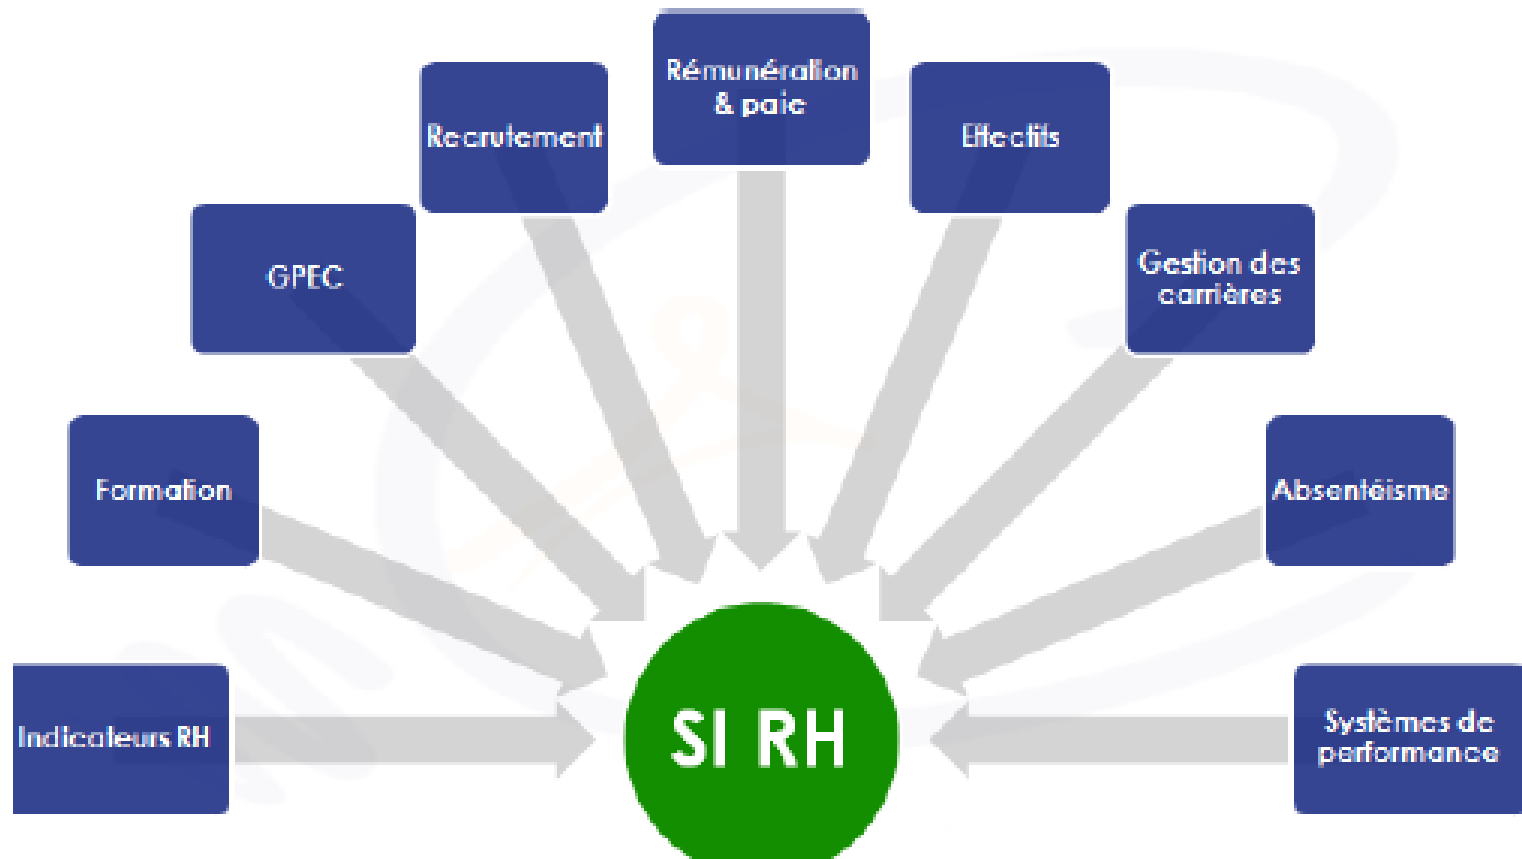 Rémunération
& paie
Recrutement
Effectifs
GPEC
Gestion des
carrières
Formation
Absentéisme
Indicateurs RH
SI RH
Systèmes de
performance